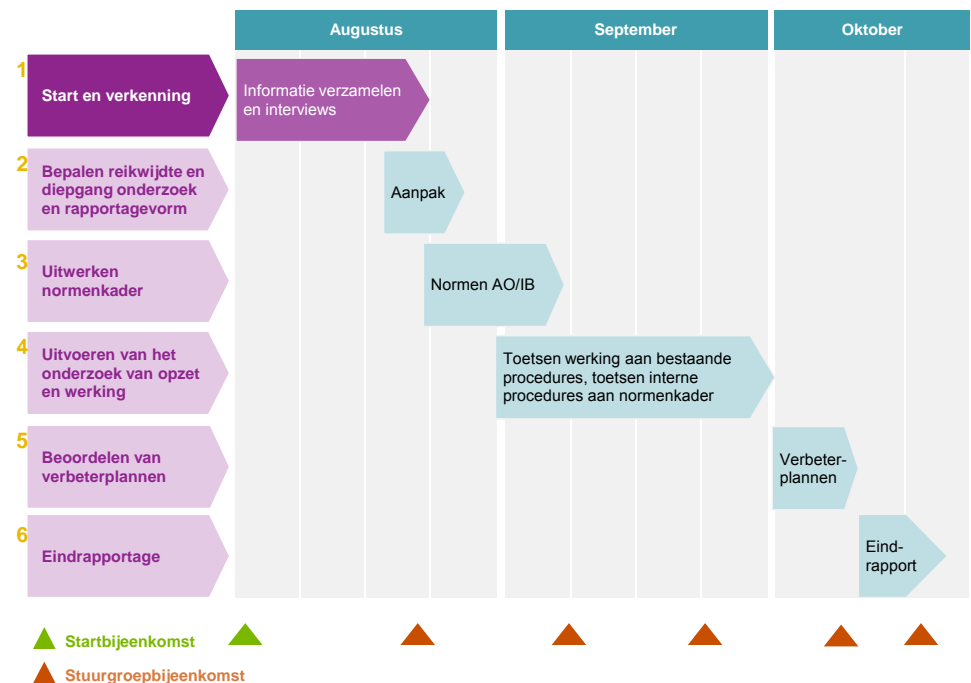 Augustus
September
Oktober
1
Start en verkenning
Informatie verzamelen
en interviews
2
Bepalen reikwijdte en
diepgang onderzoek
en rapportagevorm
Aanpak
3
Uitwerken
normenkader
Normen AO/IB
4
Uitvoeren van het
onderzoek van opzet
en werking
Toetsen werking aan bestaande
procedures, toetsen interne
procedures aan normenkader
5
Beoordelen van
verbeterplannen
Verbeter-
plannen
6
Eindrapportage
Eind-
rapport
Startbijeenkomst
Stuurgroepbijeenkomst